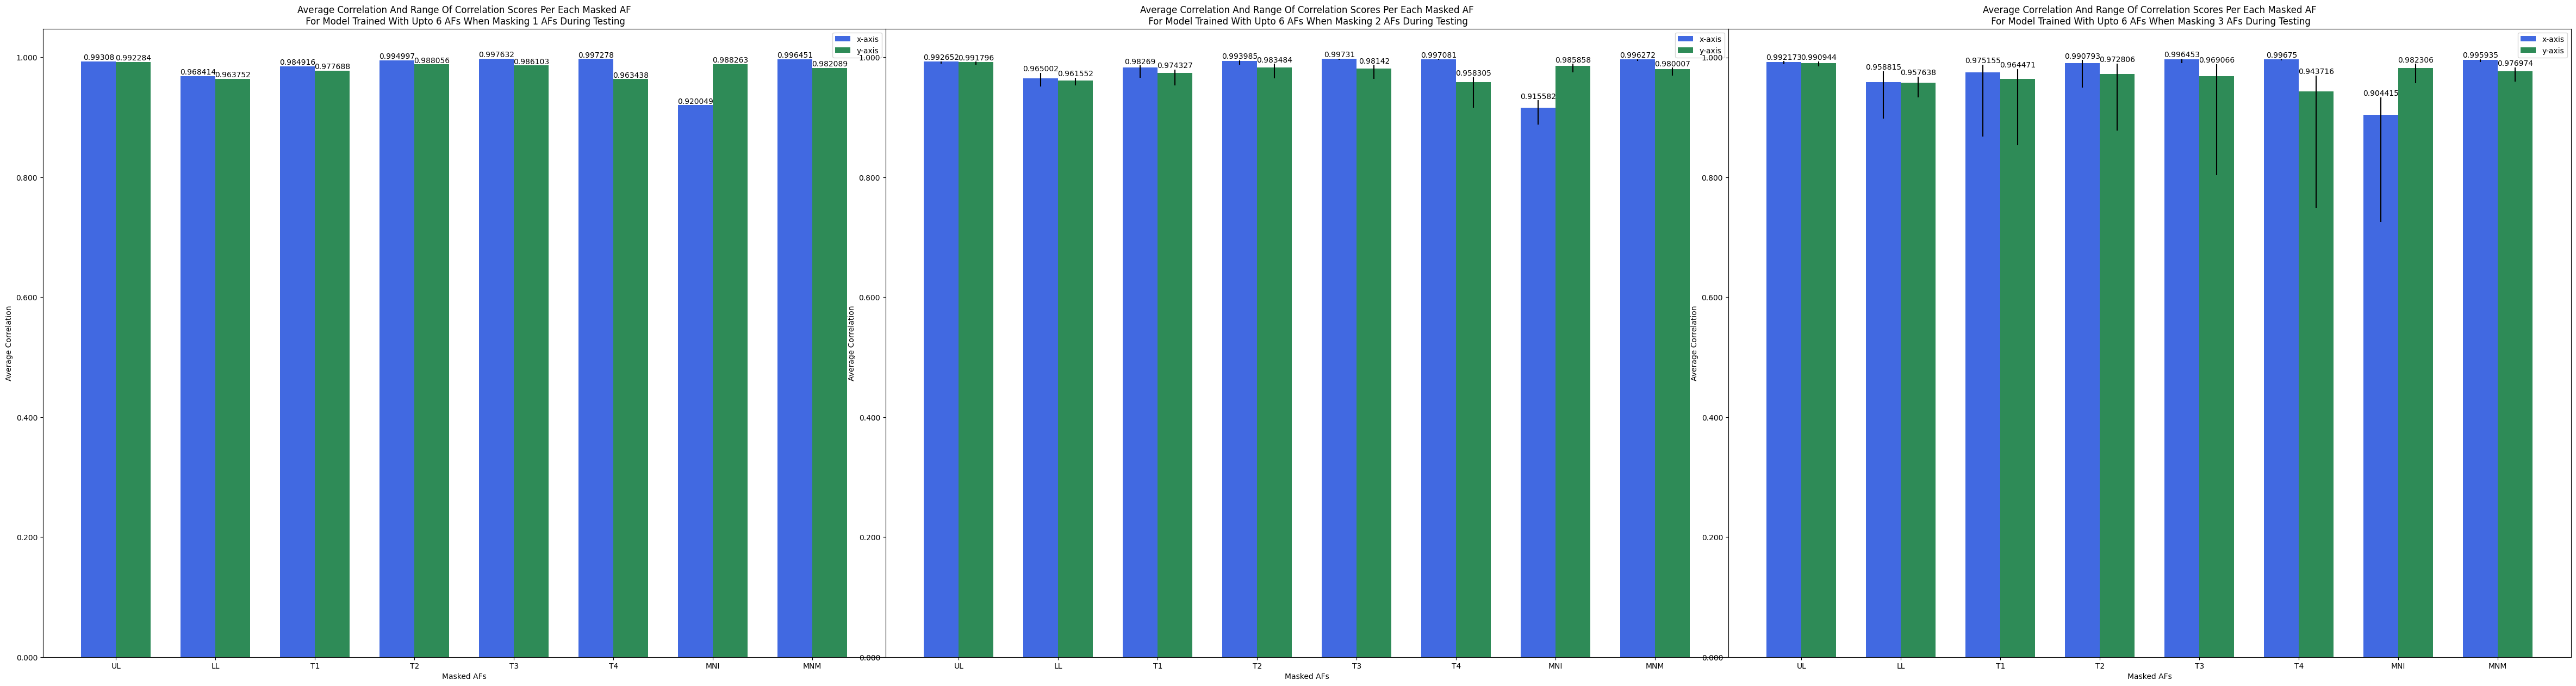 Average Correlation And Range Of Correlation Scores Per Each Masked AF
For Model Trained With Upto 6 AFs When Masking 1 AFs During Testing
x-axis
y-axis
1.000
0.800
0.600
0.400
0.200
0.000
Average Correlation
0.99308
0.992284
0.968414
0.963752
0.984916
0.977688
0.994997
0.988056
0.997632
0.986103
0.997278
0.963438
0.920049
0.988263
0.996451
0.982089
UL
LL
T1
T2
T3
T4
MNI
MNM
Masked AFs
Average Correlation And Range Of Correlation Scores Per Each Masked AF
For Model Trained With Upto 6 AFs When Masking 2 AFs During Testing
x-axis
y-axis
1.000
0.800
0.600
0.400
0.200
0.000
Average Correlation
0.992652
0.991796
0.965002
0.961552
0.98269
0.974327
0.993985
0.983484
0.99731
0.98142
0.997081
0.958305
0.915582
0.985858
0.996272
0.980007
UL
LL
T1
T2
T3
T4
MNI
MNM
Masked AFs
Average Correlation And Range Of Correlation Scores Per Each Masked AF
For Model Trained With Upto 6 AFs When Masking 3 AFs During Testing
x-axis
y-axis
1.000
0.800
0.600
0.400
0.200
0.000
Average Correlation
0.992173
0.990944
0.958815
0.957638
0.975155
0.964471
0.990793
0.972806
0.996453
0.969066
0.99675
0.943716
0.904415
0.982306
0.995935
0.976974
UL
LL
T1
T2
T3
T4
MNI
MNM
Masked AFs